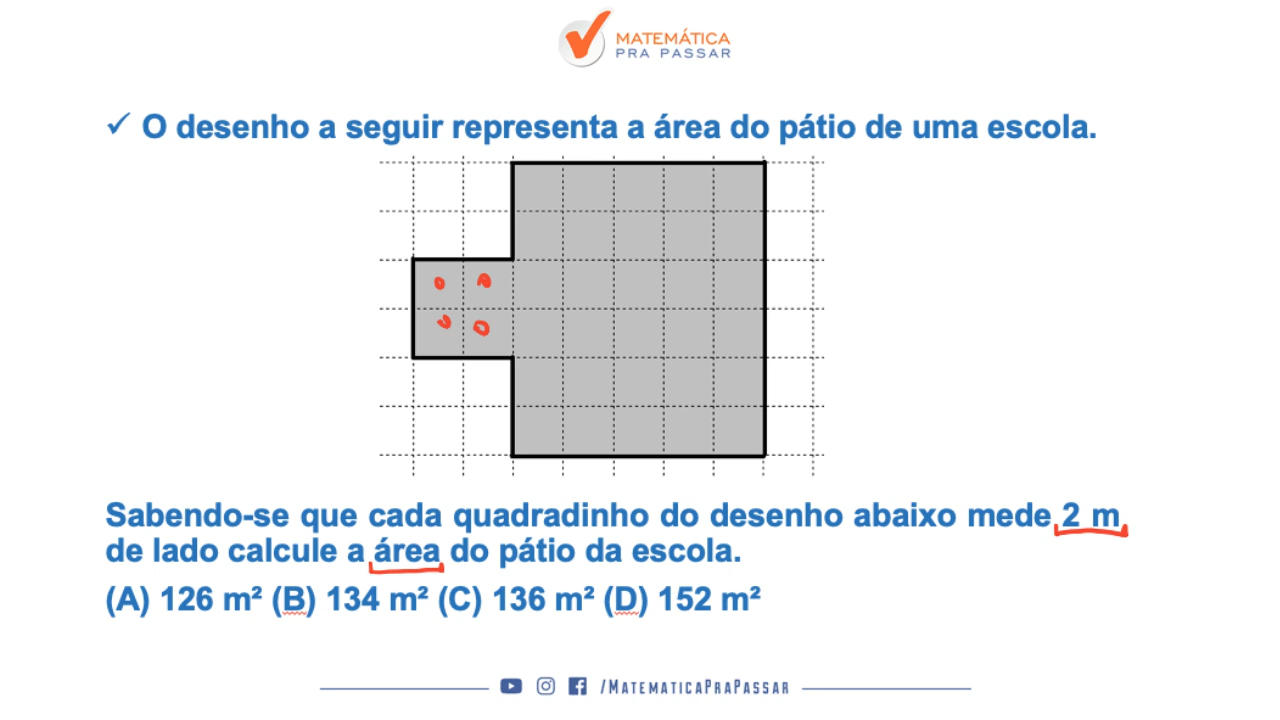 MATEMÁTICA
PRA PASSAR
✓ O desenho a seguir representa a área do pátio de uma escola.
Sabendo-se que cada quadradinho do desenho abaixo mede 2 m
de lado calcule a área do pátio da escola.
(A) 126 m² (B) 134 m² (C) 136 m² (D) 152 m²
/MATEMATICAPRAPASSAR